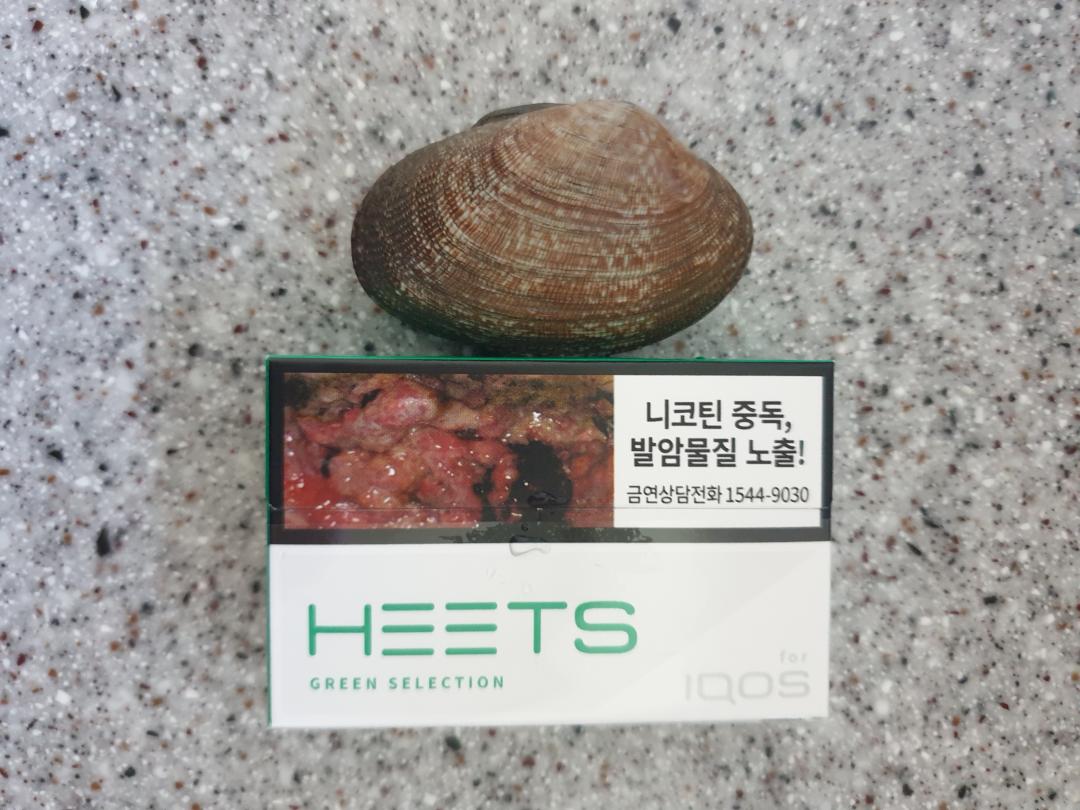 니코틴 중독,
발암물질 노출!
금연상담전화 1544-9030
HEETS
GREEN SELECTION
for
IQOS